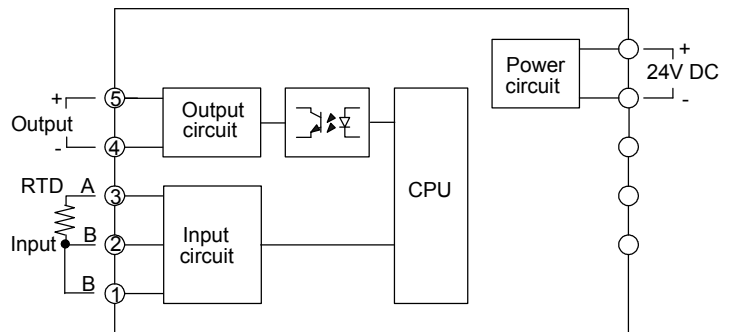 Power
circuit
+
24V DC
-
+
Output
-
5
4
Output
circuit
CPU
RTD A
3
Input B
2
B
1
Input
circuit